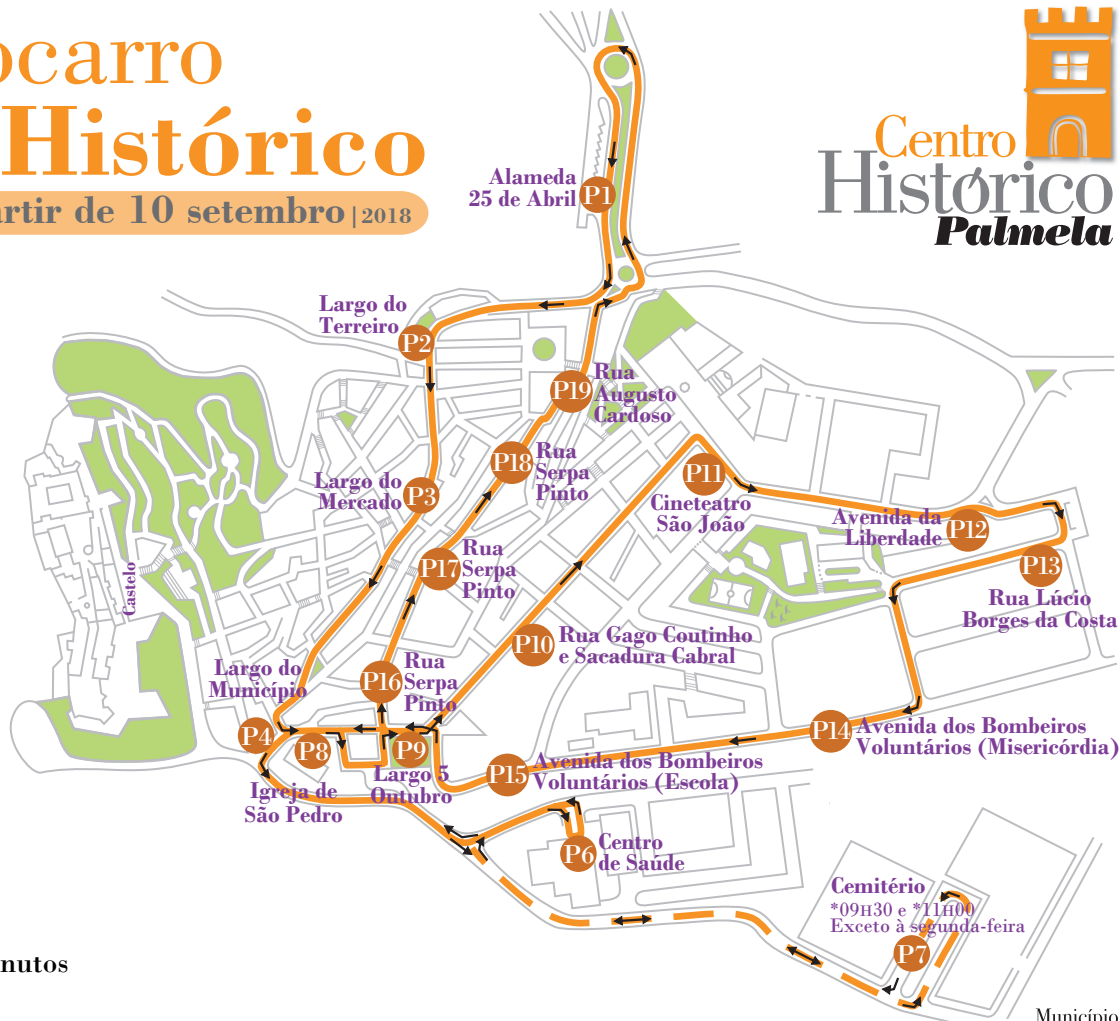 ocarro
Histórico
artir de 10 setembro | 2018
Centro
Histórico
Palmela
Alameda
25 de Abril
P1
Largo do
Terreiro
P2
Rua
Augusto
Cardoso
P19
Rua
Serpa
Pinto
P18
Largo do
Mercado
P3
P11
Cineteatro
São João
Avenida da
Liberdade
P12
P13
Rua Lúcio
Borges da Costa
Rua
Serpa
Pinto
P17
Castelo
P10
Rua Gago Coutinho
e Sacadura Cabral
Largo do
Município
P4
P16
Rua
Serpa
Pinto
P8
P9
Largo 5
Outubro
Igreja de
São Pedro
P14
Avenida dos Bombeiros
Voluntários (Misericórdia)
P15
Avenida dos Bombeiros
Voluntários (Escola)
P6
Centro
de Saúde
Cemitério
*09H30 e *11H00
Exceto à segunda-feira
P7
nutos
Município